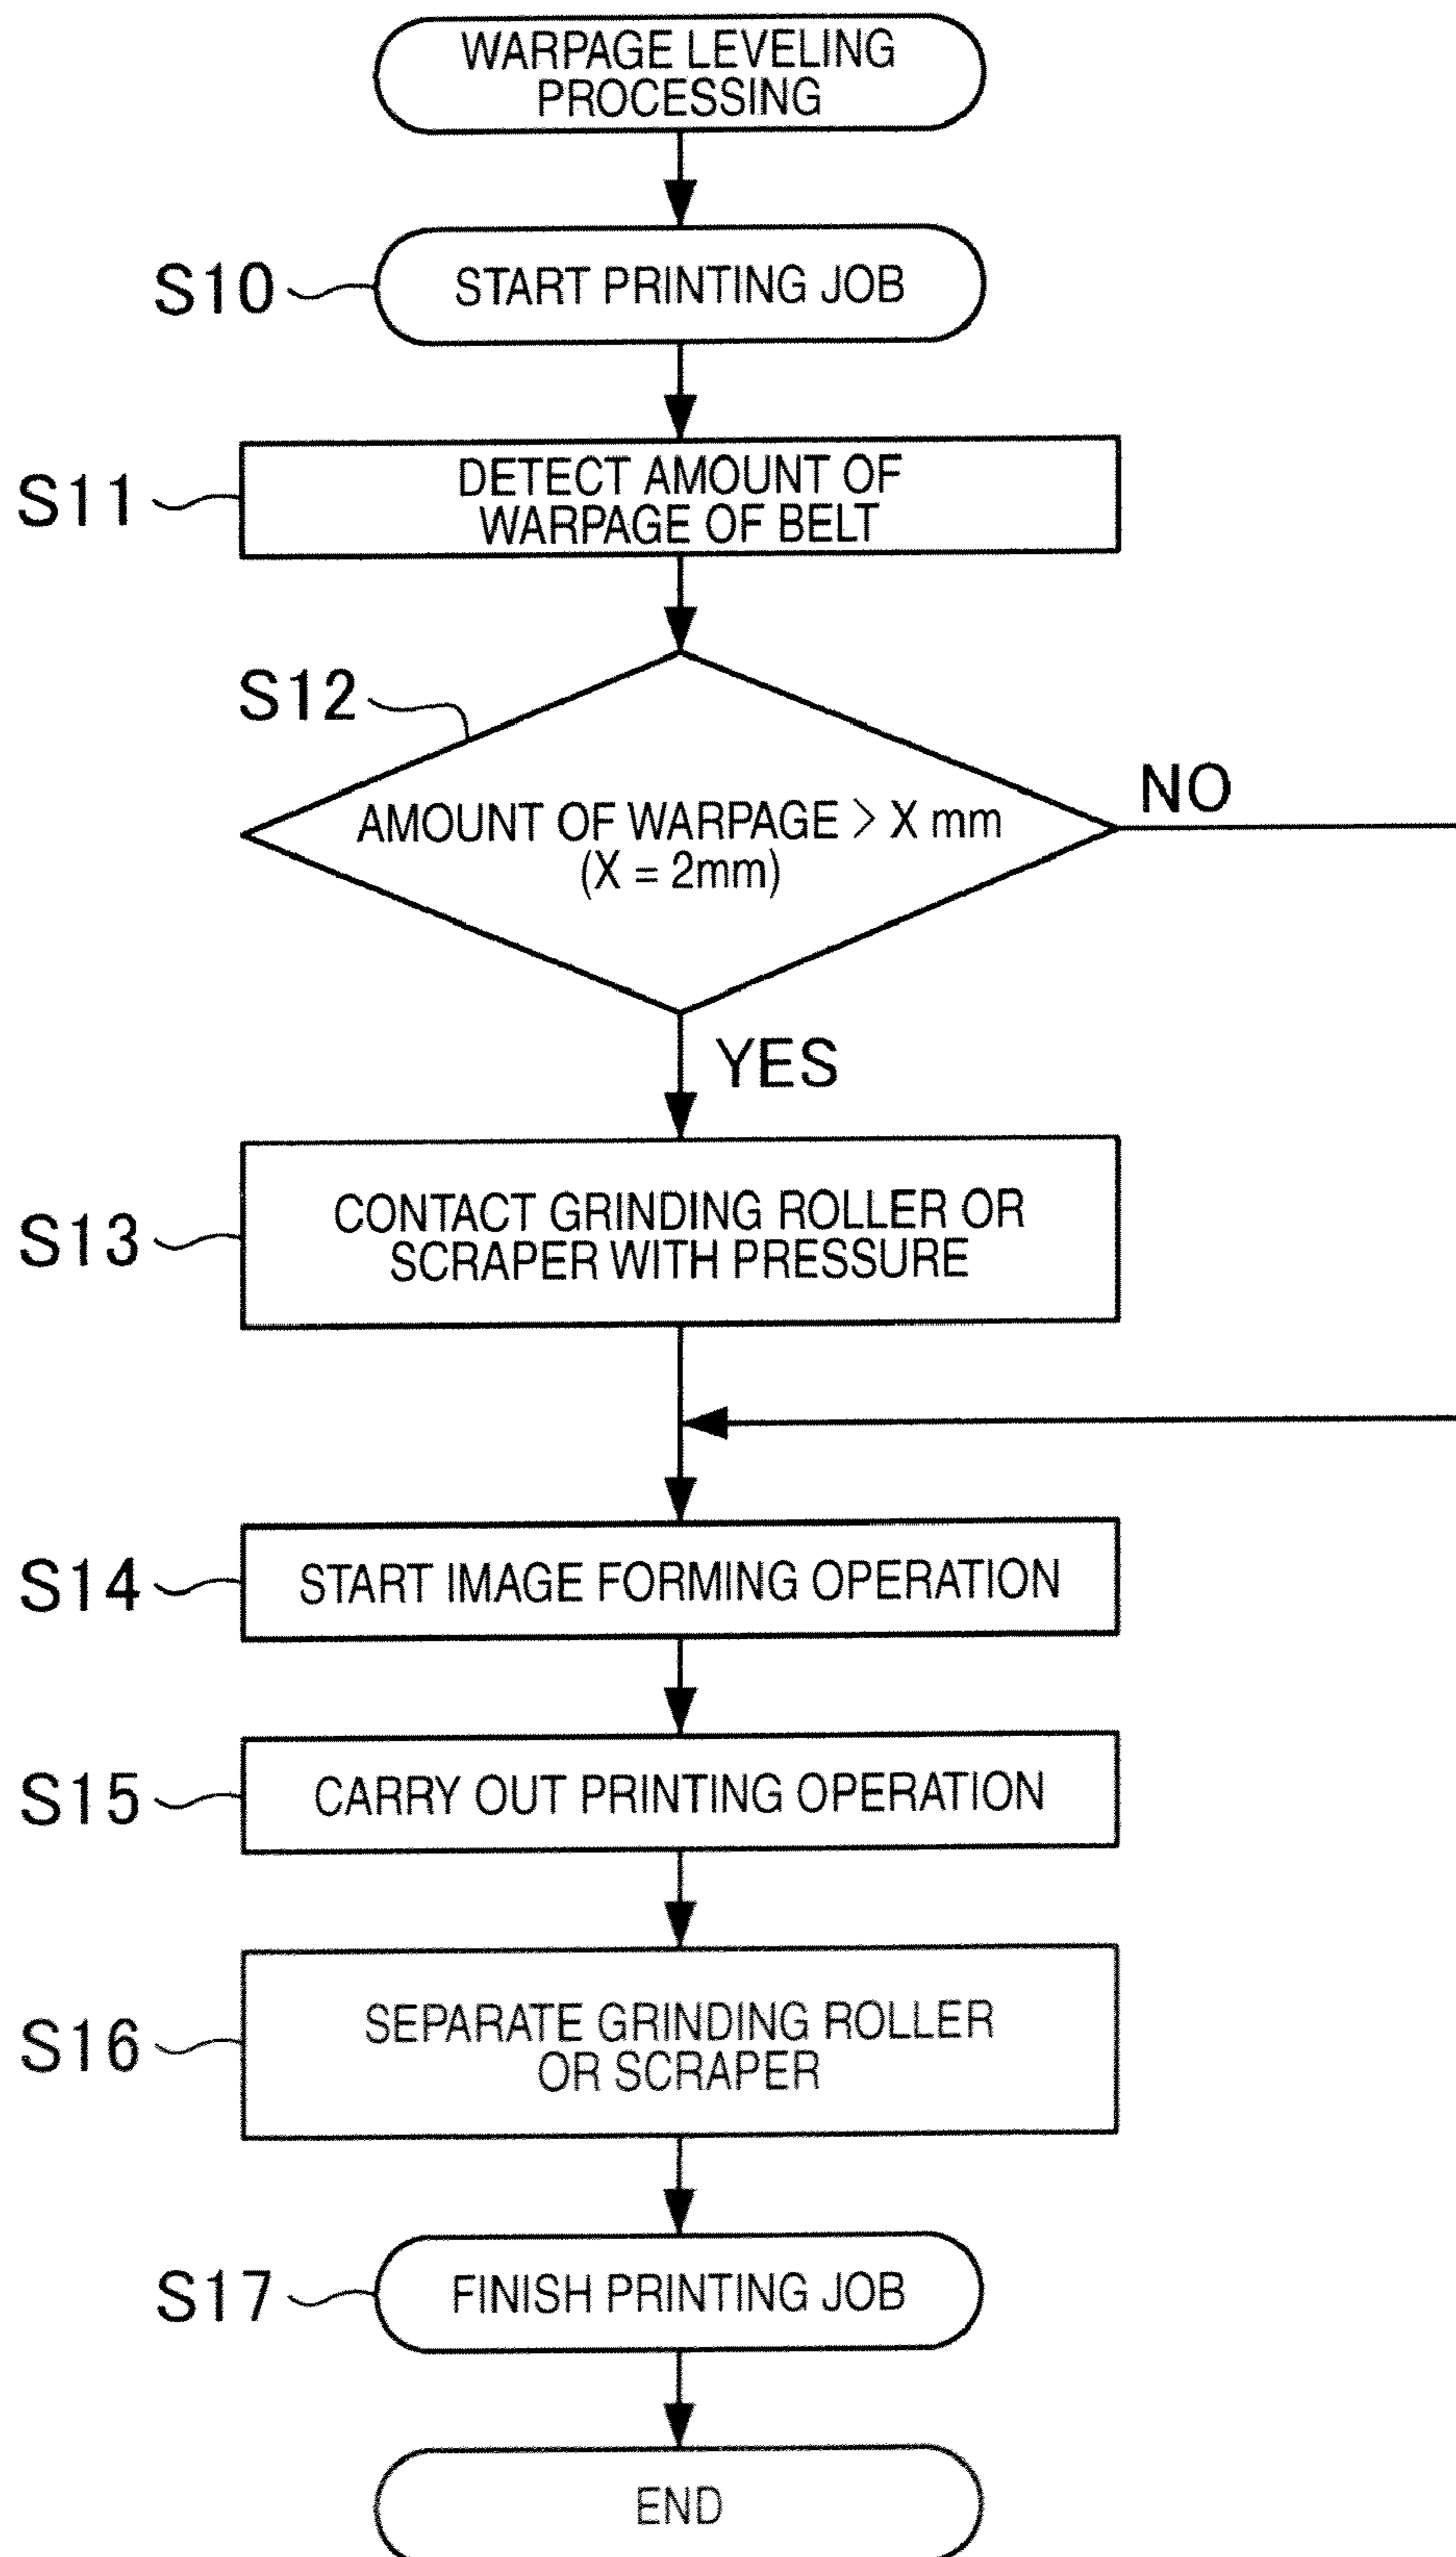 WARPAGE LEVELING
PROCESSING
S10
START PRINTING JOB
S11
DETECT AMOUNT OF
WARPAGE OF BELT
S12
AMOUNT OF WARPAGE > X mm
(X = 2mm)
NO
YES
S13
CONTACT GRINDING ROLLER OR
SCRAPER WITH PRESSURE
S14
START IMAGE FORMING OPERATION
S15
CARRY OUT PRINTING OPERATION
S16
SEPARATE GRINDING ROLLER
OR SCRAPER
S17
FINISH PRINTING JOB
END